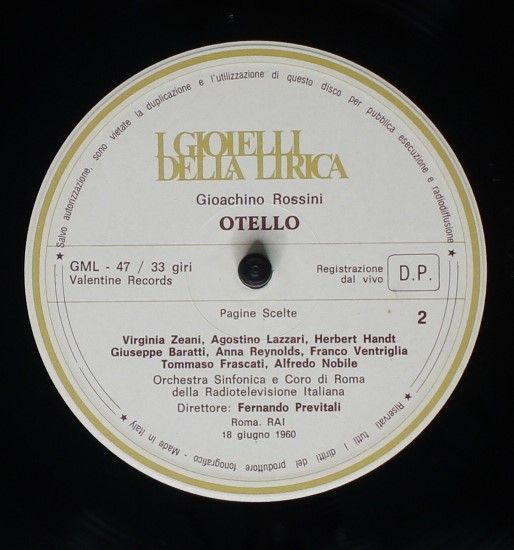 ★ Salvo autorizzazione, sono vietate la duplicazione e l'utilizzazione di questo disco per pubblica esecuzione e radiodiffusione ★
I GIOIELLI
DELLA LIRICA
Gioachino Rossini
OTELLO
GML - 47 / 33 giri
Valentine Records
Registrazione
dal vivo
D.P.
Pagine Scelte
2
Virginia Zeani, Agostino Lazzari, Herbert Handt
Giuseppe Baratti, Anna Reynolds, Franco Ventriglia
Tommaso Frascati, Alfredo Nobile
Orchestra Sinfonica e Coro di Roma
della Radiotelevisione Italiana
Direttore: Fernando Previtali
Roma. RAI
18 giugno 1960
★ Riservati tutti i diritti del produttore fonografico - Made in Italy ★